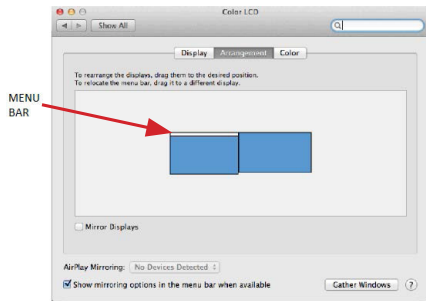 Color LCD
Show All
Display Arrangement Color
To rearrange the displays, drag them to the desired position.
To relocate the menu bar, drag it to a different display.
MENU
BAR
Mirror Displays
AirPlay Mirroring: No Devices Detected
Show mirroring options in the menu bar when available
Gather Windows ?